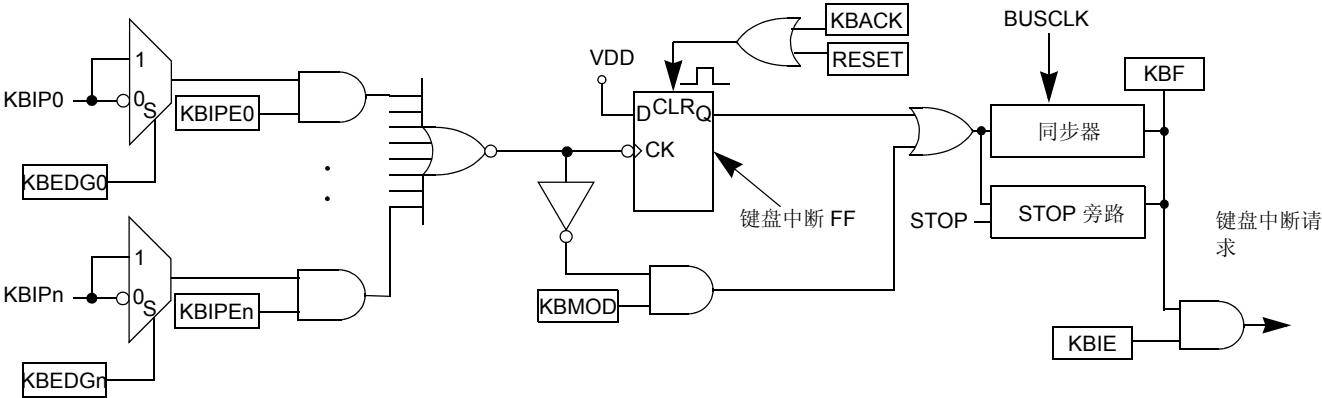 KBACK
RESET
BUSCLK
VDD
KBF
KBIP0
1
0
S
KBIPE0
D
CLR
Q
CK
同步器
KBEDG0
键盘中断 FF
STOP
STOP 旁路
键盘中断请
求
KBIPn
1
0
S
KBIPEn
KBMOD
KBIE
KBEDGn